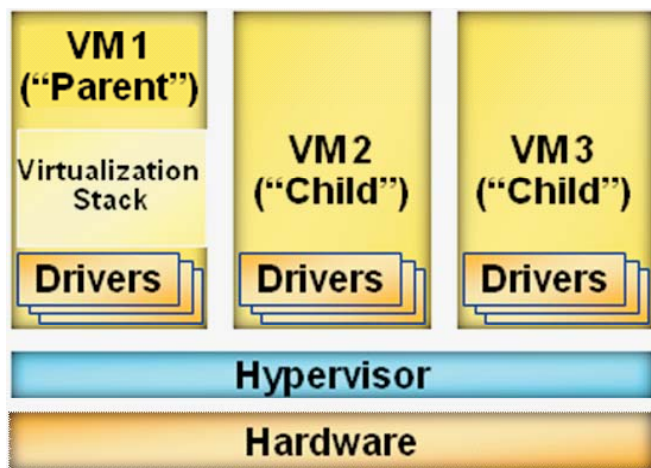 VM 1
("Parent")
Virtualization
Stack
Drivers
VM 2
("Child")
Drivers
VM 3
("Child")
Drivers
Hypervisor
Hardware